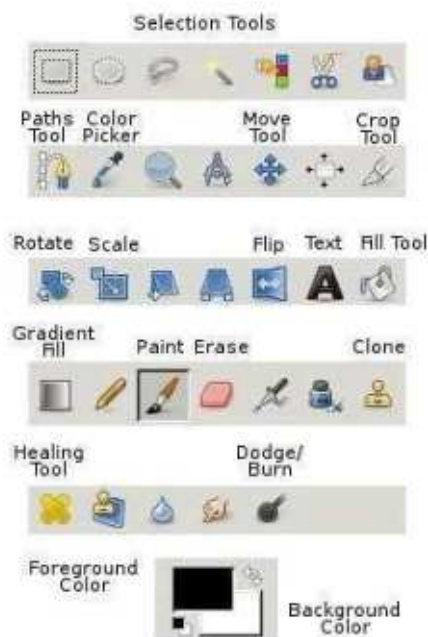 Selection Tools
Paths Tool
Color Picker
Move Tool
Crop Tool
Rotate Scale Flip Text Fill Tool
Gradient Fill
Paint Erase
Clone
Healing Tool
Dodge/ Burn
Foreground Color
Background Color